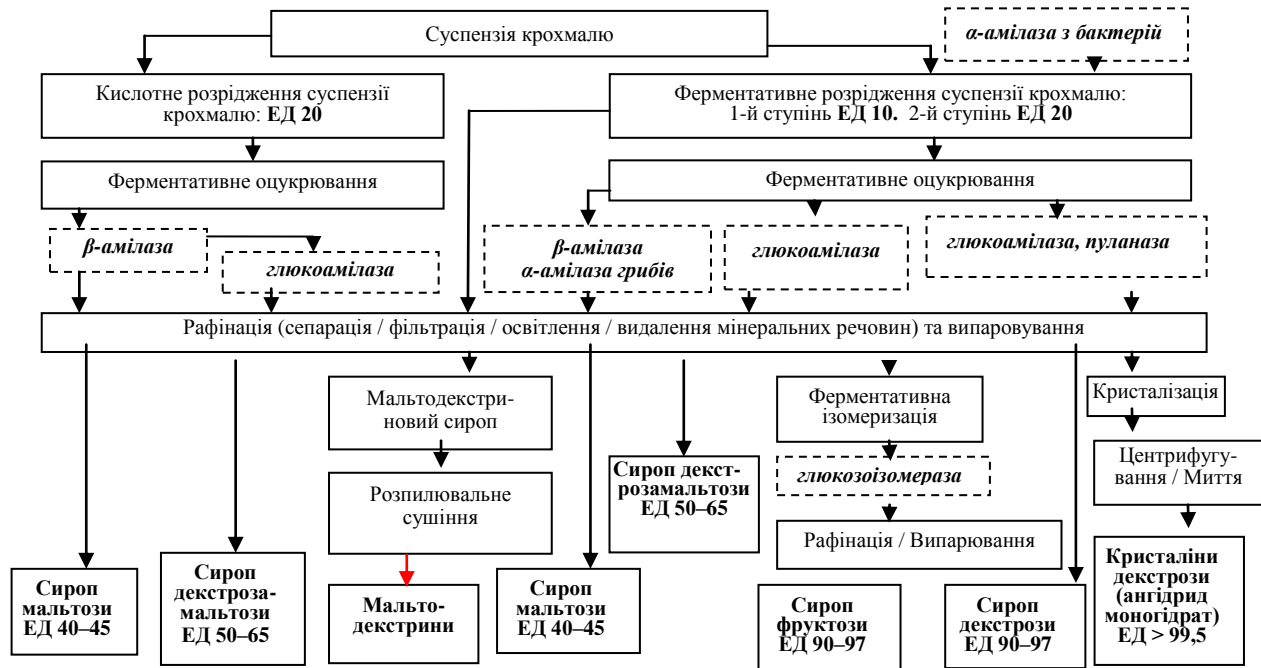 Суспензія крохмалю
α-амілаза з бактерій
Кислотне розрідження суспензії
крохмалю: ЕД 20
Ферментативне розрідження суспензії крохмалю:
1-й ступінь ЕД 10. 2-й ступінь ЕД 20
Ферментативне оцукрювання
Ферментативне оцукрювання
β-амілаза
глюкоамілаза
β-амілаза
α-амілаза грибів
глюкоамілаза
глюкоамілаза, пуланаза
Рафінація (сепарація / фільтрація / освітлення / видалення мінеральних речовин) та випаровування
Мальтодекстри-
новий сироп
Ферментативна
ізомеризація
Кристалізація
Сироп декст-
розамальтози
ЕД 50–65
глюкозоізомераза
Центрифугу-
вання / Миття
Розпилювальне
сушіння
Рафінація / Випарювання
Сироп
мальтози
ЕД 40–45
Сироп
декстроза-
мальтози
ЕД 50–65
Мальто-
декстрини
Сироп
мальтози
ЕД 40–45
Сироп
фруктози
ЕД 90–97
Сироп
декстрози
ЕД 90–97
Кристаліни
декстрози
(ангідрид
моногідрат)
ЕД > 99,5